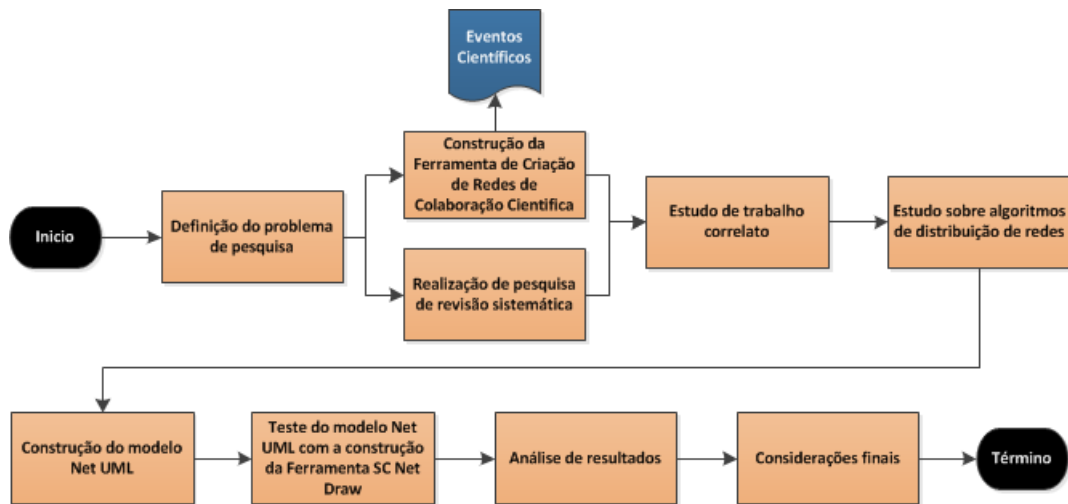 Eventos
Científicos
Construção da
Ferramenta de Criação
de Redes de
Colaboração Cientifica
Inicio
Definição do problema
de pesquisa
Realização de pesquisa
de revisão sistemática
Estudo de trabalho
correlato
Estudo sobre algoritmos
de distribuição de redes
Construção do modelo
Net UML
Teste do modelo Net
UML com a construção
da Ferramenta SC Net
Draw
Análise de resultados
Considerações finais
Término